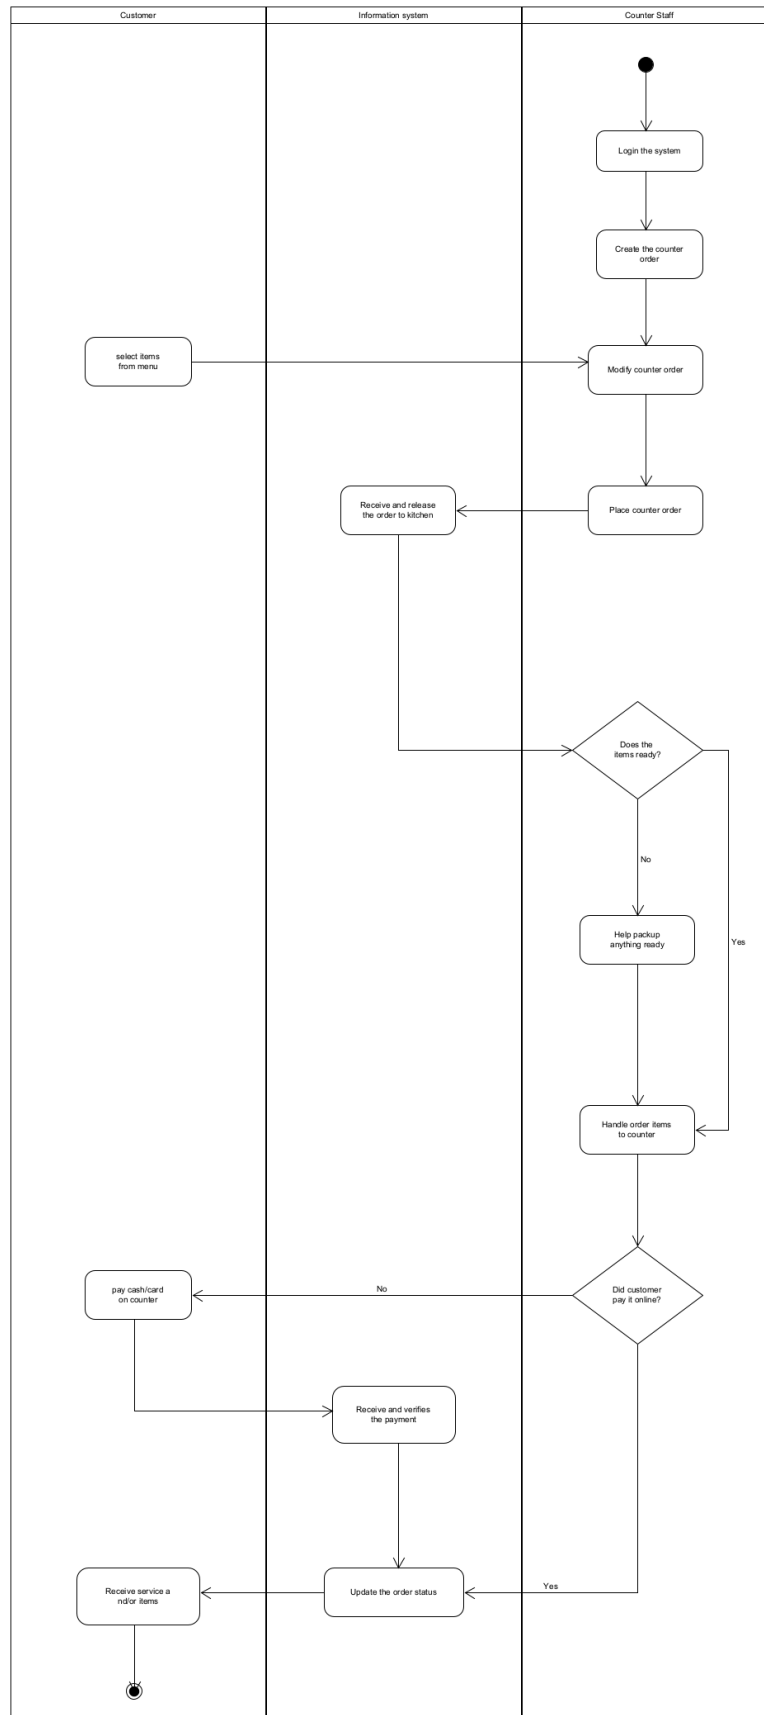 Customer
Information system
Counter Staff
Login the system
Create the counter
order
select items
from menu
Modify counter order
Receive and release
the order to kitchen
Place counter order
Does the
items ready?
No
Help packup
anything ready
Yes
Handle order items
to counter
pay cash/card
on counter
No
Did customer
pay it online?
Receive and verifies
the payment
Receive service a
nd/or items
Update the order status
Yes